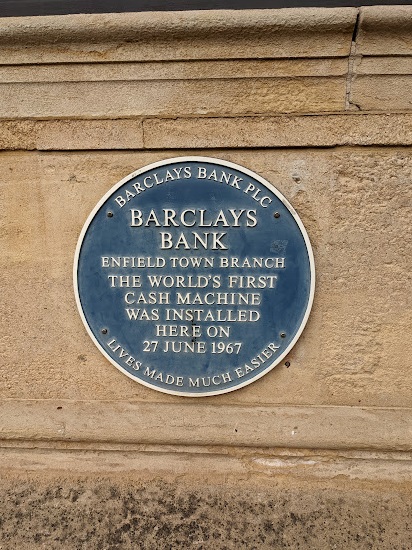 BARCLAYS BANK PLC
BARCLAYS
BANK
ENFIELD TOWN BRANCH
THE WORLD'S FIRST
CASH MACHINE
WAS INSTALLED
HERE ON
27 JUNE 1967
LIVES MADE MUCH EASIER